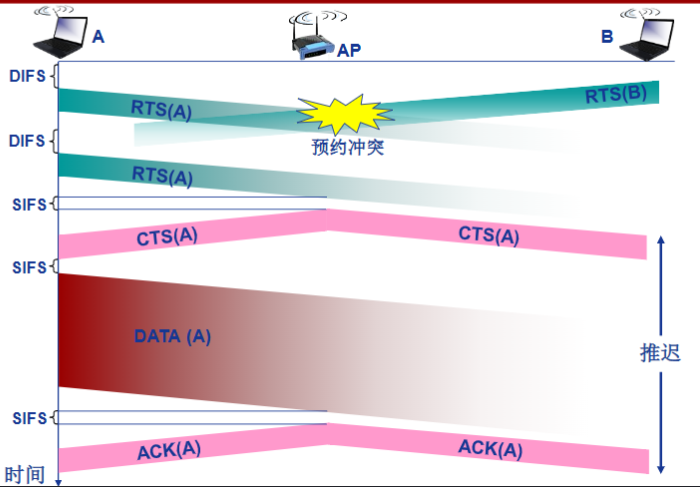 A
AP
B
DIFS
RTS(A)
RTS(B)
DIFS
预约冲突
RTS(A)
SIFS
CTS(A)
CTS(A)
SIFS
DATA (A)
推迟
SIFS
ACK(A)
ACK(A)
时间